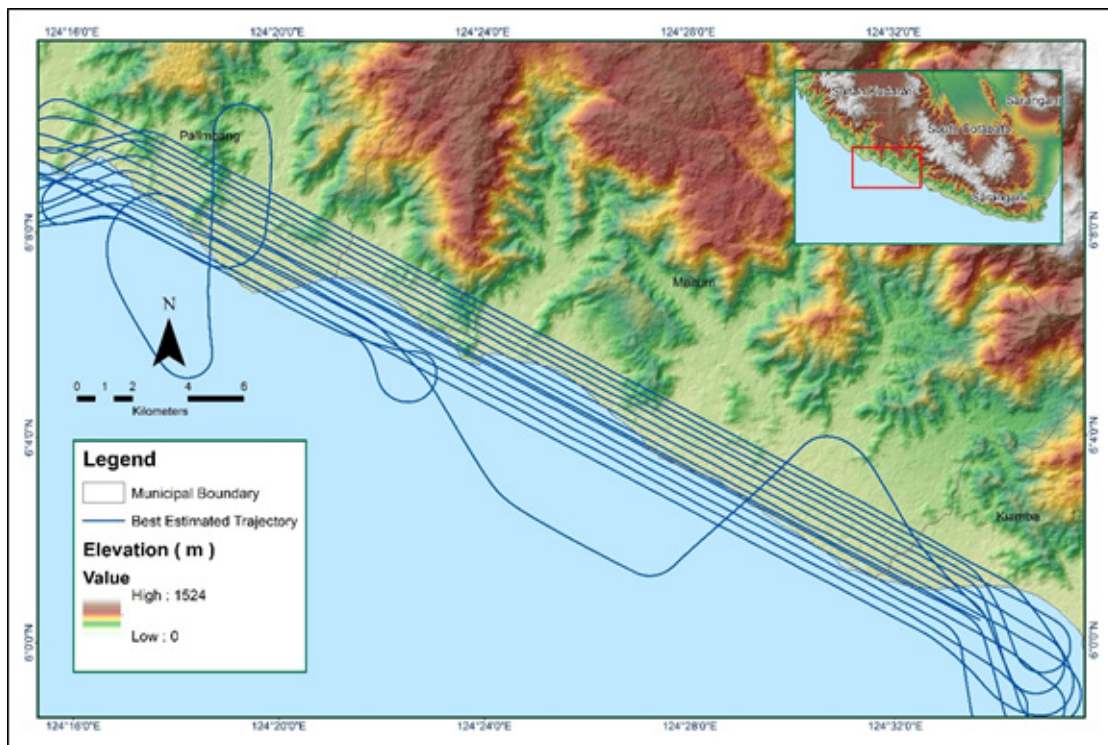 124°16'0"E 124°20'0"E 124°24'0"E 124°28'0"E 124°32'0"E
Sultan Kudarat
Sarangani
South Cotabato
Sarangani
Palimbang
6°8'0"N
6°8'0"N
Maitum
N
0 1 2 4 6
Kilometers
6°4'0"N
6°4'0"N
Legend
Municipal Boundary
Best Estimated Trajectory
Elevation ( m )
Value
High : 1524
Low : 0
Kiamba
6°0'0"N
6°0'0"N
124°16'0"E 124°20'0"E 124°24'0"E 124°28'0"E 124°32'0"E